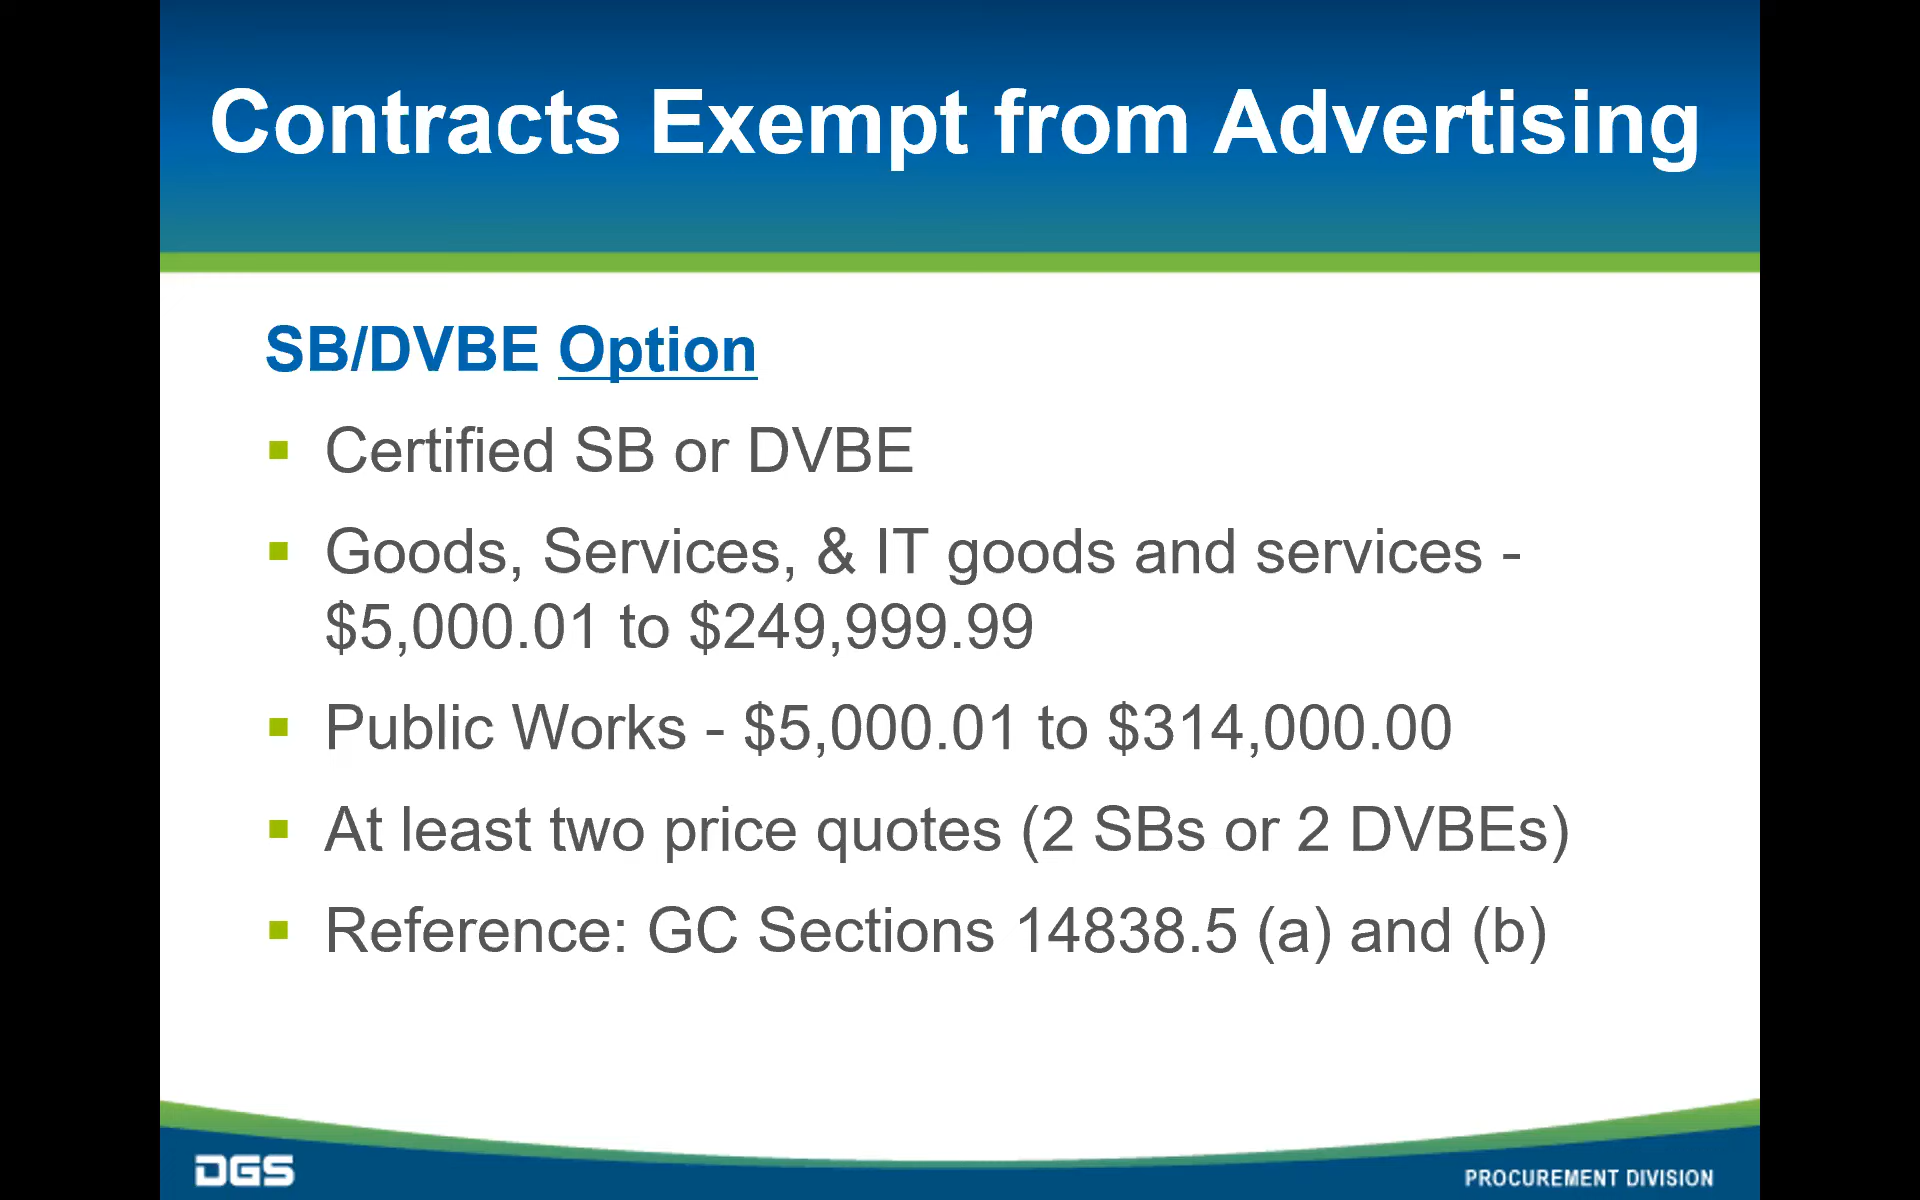 Contracts Exempt from Advertising
SB/DVBE Option
▪ Certified SB or DVBE
▪ Goods, Services, & IT goods and services -
$5,000.01 to $249,999.99
▪ Public Works - $5,000.01 to $314,000.00
▪ At least two price quotes (2 SBs or 2 DVBEs)
▪ Reference: GC Sections 14838.5 (a) and (b)
DGS
PROCUREMENT DIVISION